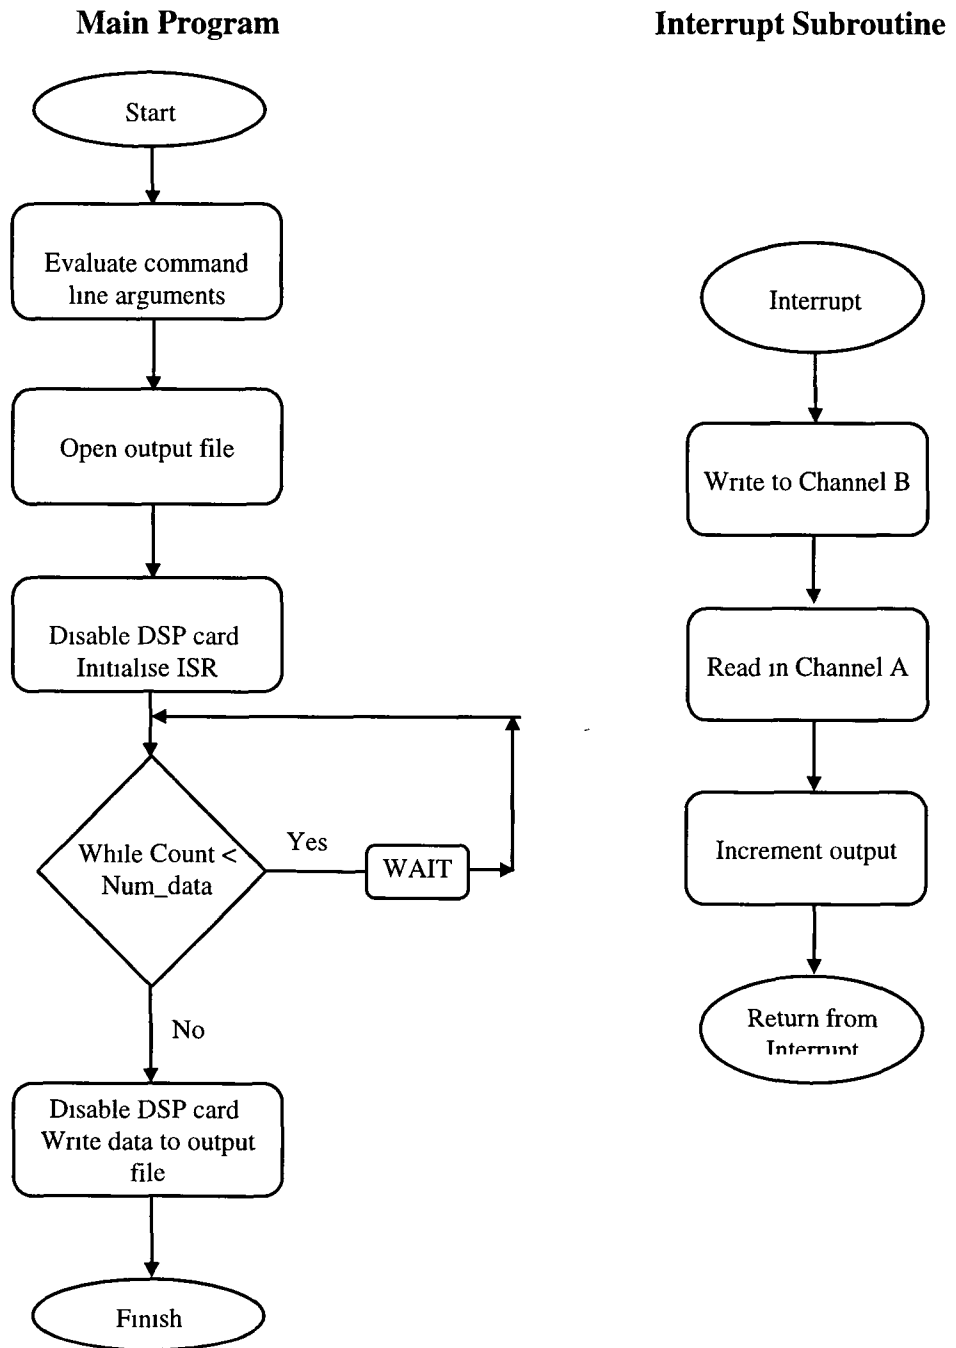 Main Program
Start
Evaluate command
line arguments
Open output file
Disable DSP card
Initialise ISR
While Count <
Num_data
Yes
WAIT
No
Disable DSP card
Write data to output
file
Finish
Interrupt Subroutine
Interrupt
Write to Channel B
Read in Channel A
Increment output
Return from
Interrupt